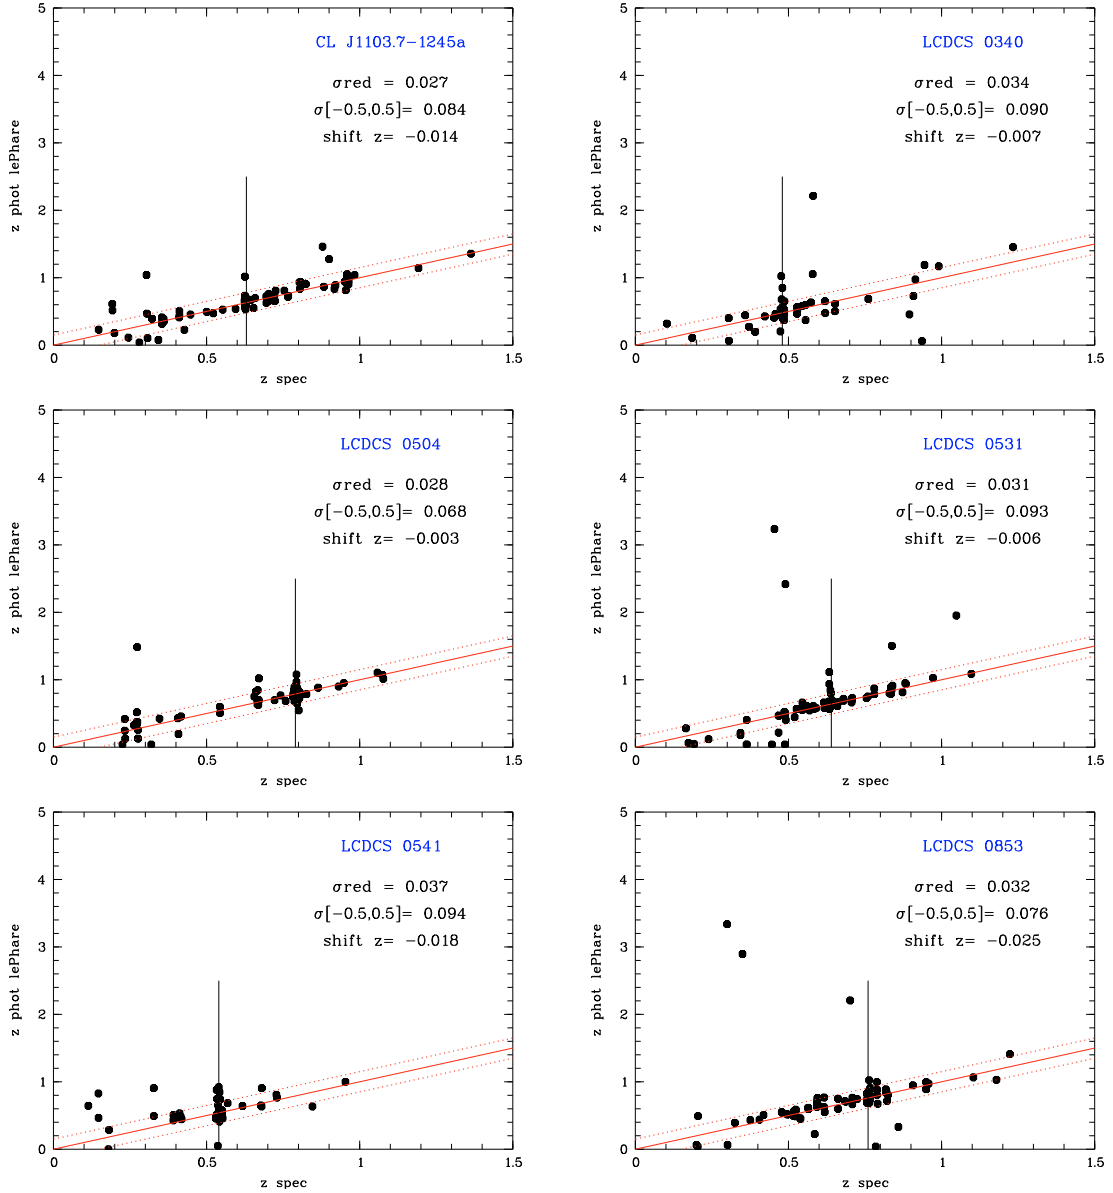 CL J1103.7−1245a
σred = 0.027
σ[−0.5,0.5]= 0.084
shift z= −0.014
z phot lePhare
5
4
3
2
1
0
0 0.5 1 1.5
z spec
LCDCS 0340
σred = 0.034
σ[−0.5,0.5]= 0.090
shift z= −0.007
z phot lePhare
5
4
3
2
1
0
0 0.5 1 1.5
z spec
LCDCS 0504
σred = 0.028
σ[−0.5,0.5]= 0.068
shift z= −0.003
z phot lePhare
5
4
3
2
1
0
0 0.5 1 1.5
z spec
LCDCS 0531
σred = 0.031
σ[−0.5,0.5]= 0.093
shift z= −0.006
z phot lePhare
5
4
3
2
1
0
0 0.5 1 1.5
z spec
LCDCS 0541
σred = 0.037
σ[−0.5,0.5]= 0.094
shift z= −0.018
z phot lePhare
5
4
3
2
1
0
0 0.5 1 1.5
z spec
LCDCS 0853
σred = 0.032
σ[−0.5,0.5]= 0.076
shift z= −0.025
z phot lePhare
5
4
3
2
1
0
0 0.5 1 1.5
z spec